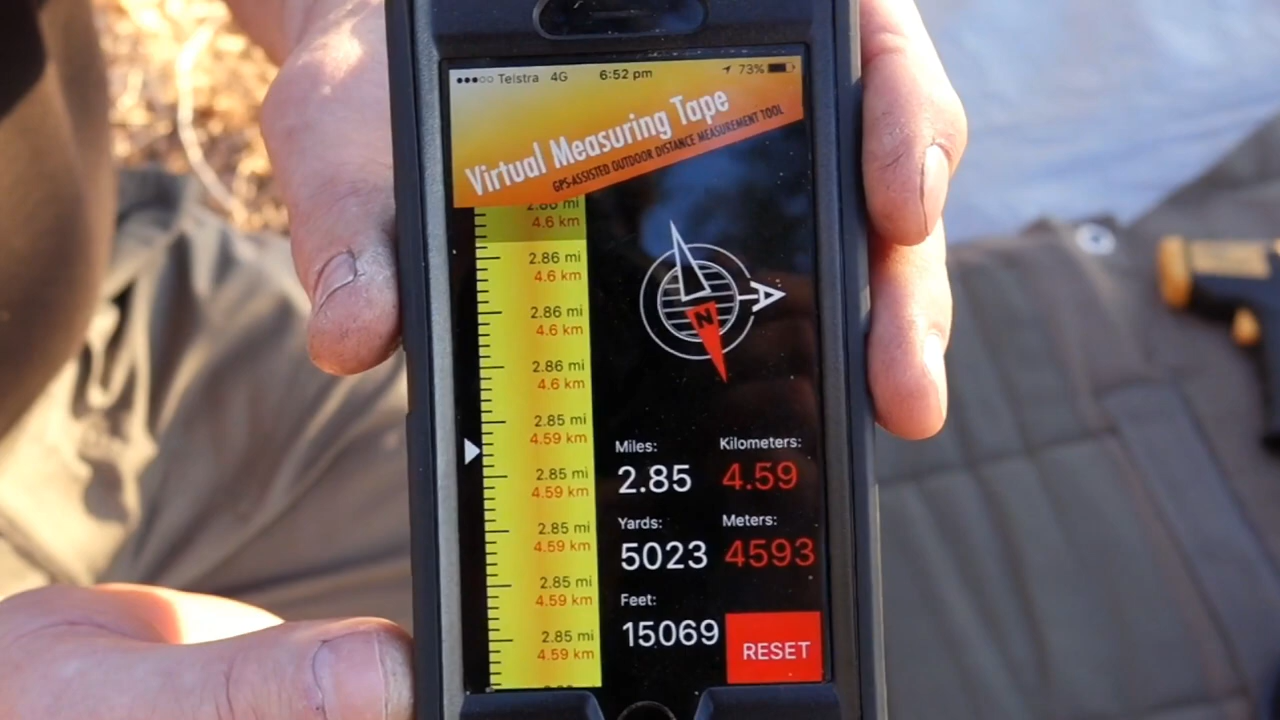 Telstra 4G 6:52 pm 73%
Virtual Measuring Tape
GPS-ASSISTED OUTDOOR DISTANCE MEASUREMENT TOOL
2.86 mi
4.6 km
2.86 mi
4.6 km
2.86 mi
4.6 km
2.86 mi
4.6 km
2.85 mi
4.59 km
2.85 mi
4.59 km
2.85 mi
4.59 km
2.85 mi
4.59 km
2.85 mi
4.59 km
N
A
Miles:
2.85
Kilometers:
4.59
Yards:
5023
Meters:
4593
Feet:
15069
RESET